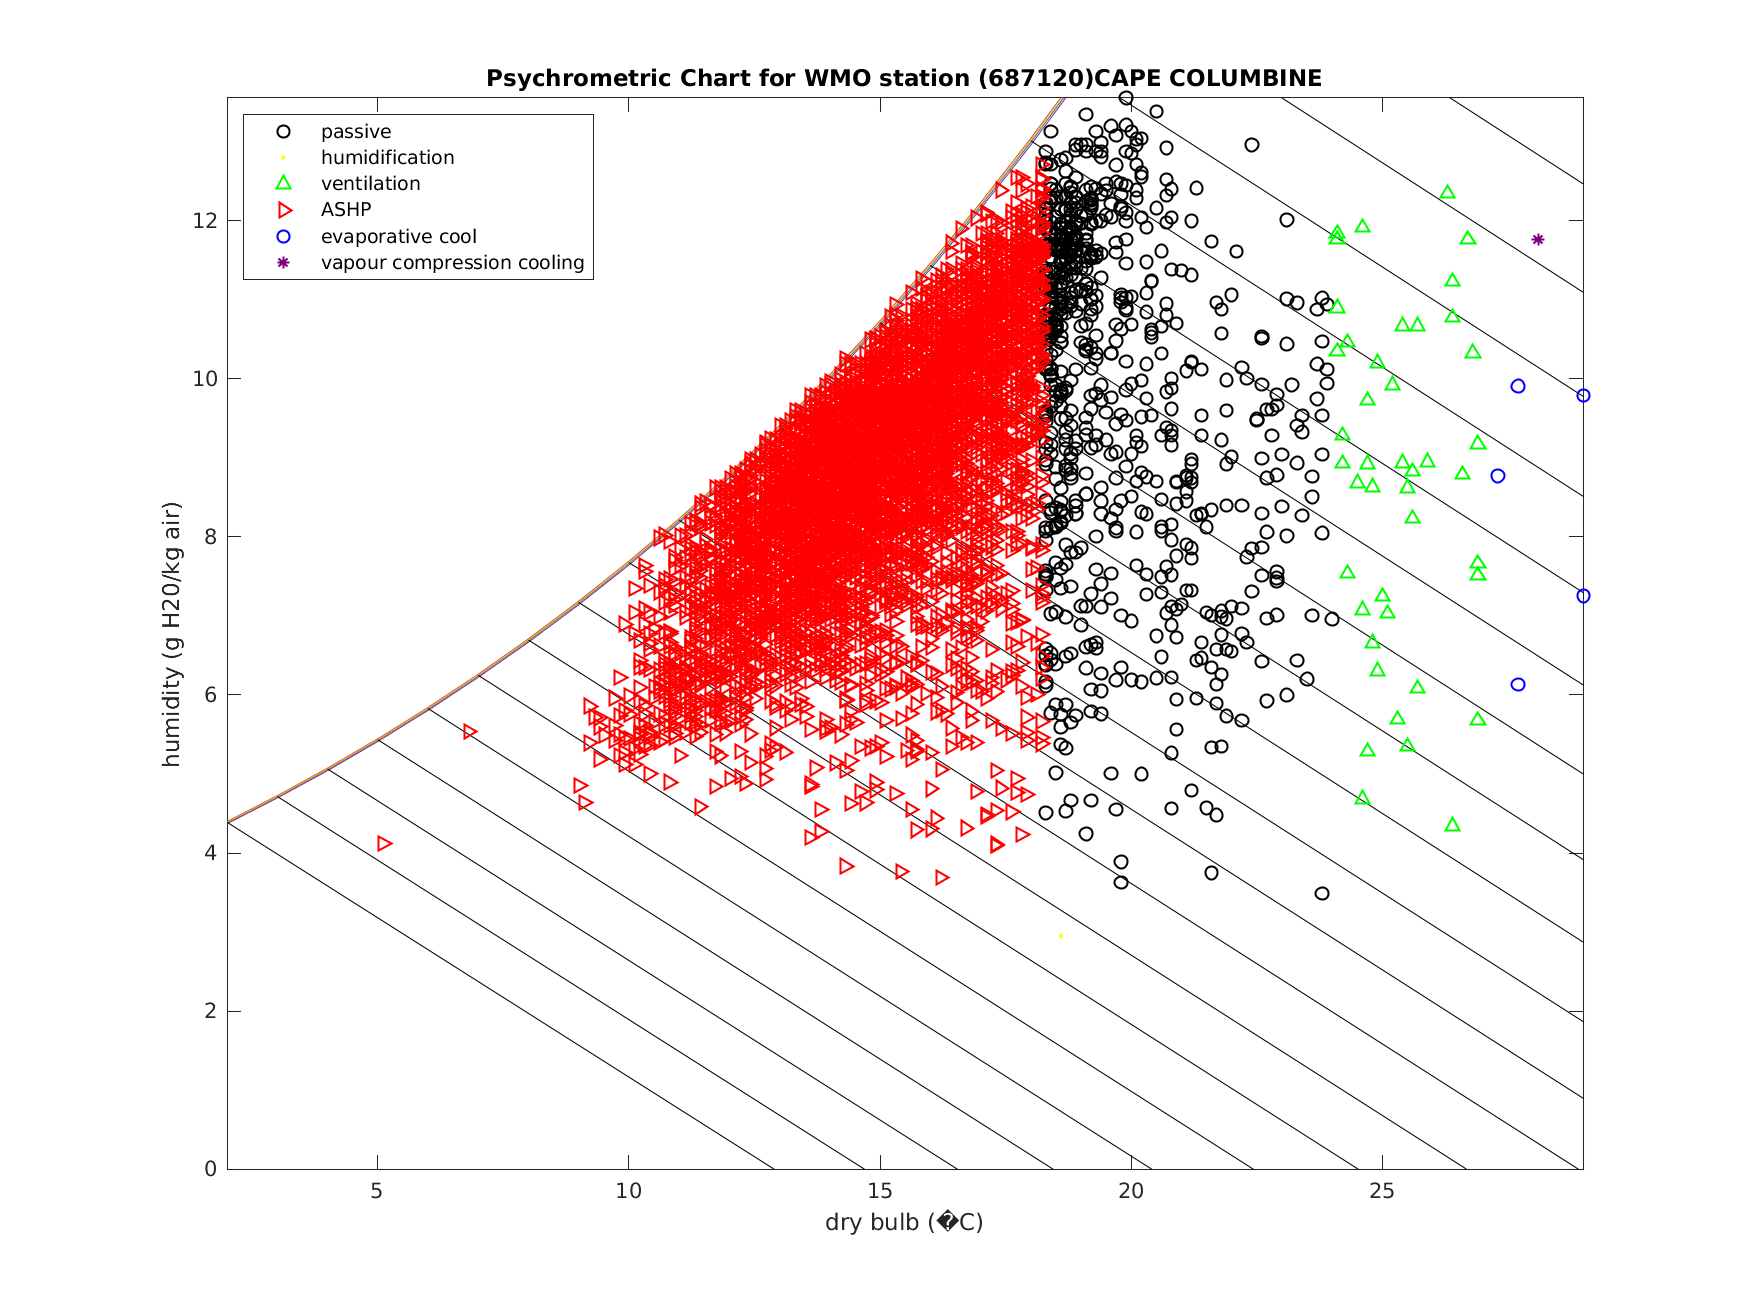 Psychrometric Chart for WMO station (687120)CAPE COLUMBINE
passive
humidification
ventilation
ASHP
evaporative cool
vapour compression cooling
humidity (g H20/kg air)
12
10
8
6
4
2
0
5 10 15 20 25
dry bulb (�C)